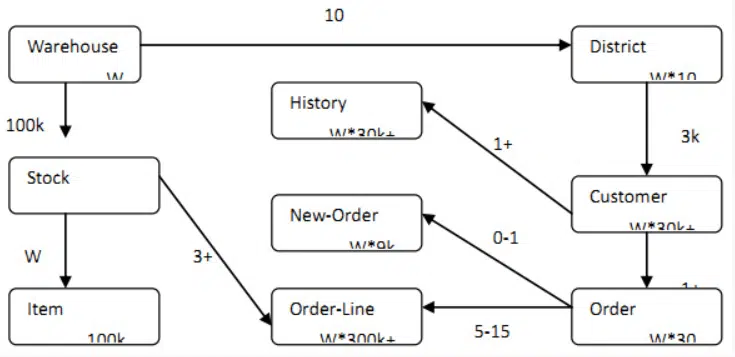 10
Warehouse
W
District
W*10
History
W*30k+
100k
1+
3k
Stock
Customer
W*30k+
New-Order
W*9k
0-1
W
3+
1+
Item
100k
Order-Line
W*300k+
5-15
Order
W*30